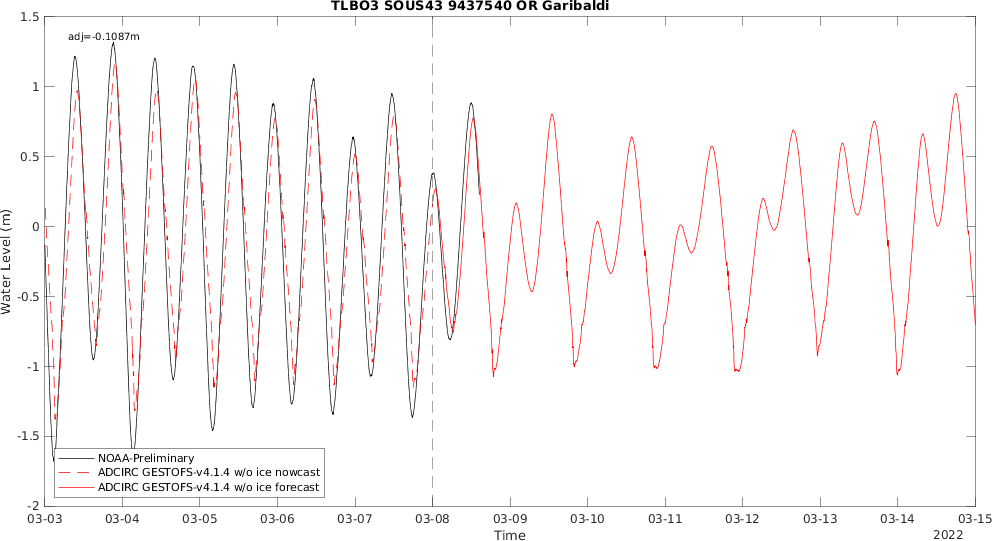 TLBO3 SOUS43 9437540 OR Garibaldi
adj=-0.1087m
1.5
1
0.5
0
-0.5
-1
-1.5
-2
Water Level (m)
NOAA-Preliminary
ADCIRC GESTOFS-v4.1.4 w/o ice nowcast
ADCIRC GESTOFS-v4.1.4 w/o ice forecast
03-03 03-04 03-05 03-06 03-07 03-08 03-09 03-10 03-11 03-12 03-13 03-14 03-15
Time
2022